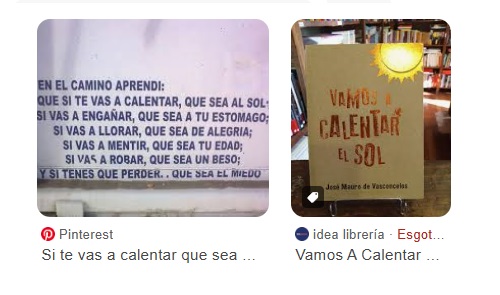 EN EL CAMINO APRENDI:
QUE SI TE VAS A CALENTAR, QUE SEA AL SOL;
SI VAS A ENGAÑAR, QUE SEA A TU ESTOMAGO;
SI VAS A LLORAR, QUE SEA DE ALEGRIA;
SI VAS A MENTIR, QUE SEA TU EDAD;
SI VAS A ROBAR, QUE SEA UN BESO;
Y SI TENES QUE PERDER. . QUE SEA EL MIEDO
Pinterest
Si te vas a calentar que sea ...
VAMOS A
CALENTAR
EL SOL
José Mauro de Vasconcelos
idea librería · Esgot...
Vamos A Calentar ...